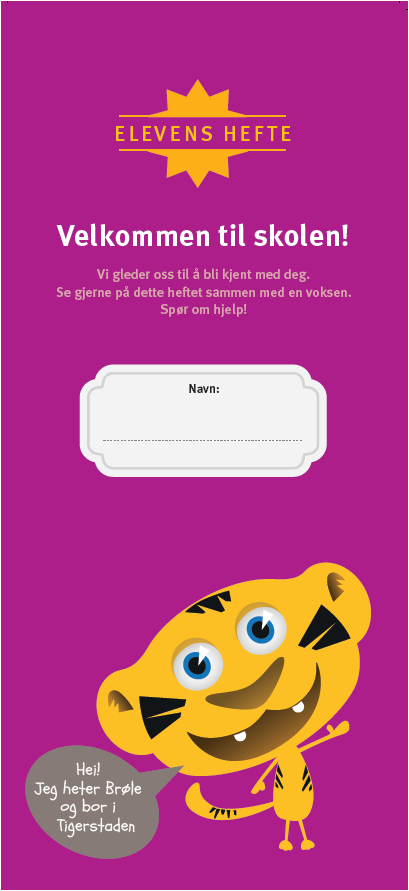 ELEVENS HEFTE
Velkommen til skolen!
Vi gleder oss til å bli kjent med deg.
Se gjerne på dette heftet sammen med en voksen.
Spør om hjelp!
Navn:
Hei!
Jeg heter Brøle
og bor i
Tigerstaden